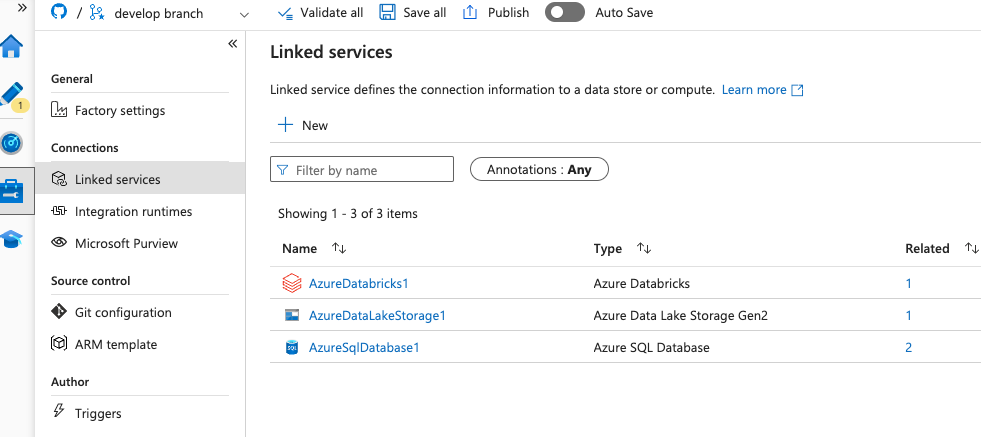 » / develop branch Validate all Save all Publish Auto Save
«
Linked services
General
Linked service defines the connection information to a data store or compute. Learn more
Factory settings
1
New
Connections
Filter by name
Annotations : Any
Linked services
Integration runtimes
Showing 1 - 3 of 3 items
Microsoft Purview
Name Type Related
Source control
AzureDatabricks1 Azure Databricks 1
Git configuration
AzureDataLakeStorage1 Azure Data Lake Storage Gen2 1
ARM template
SQL AzureSqlDatabase1 Azure SQL Database 2
Author
Triggers